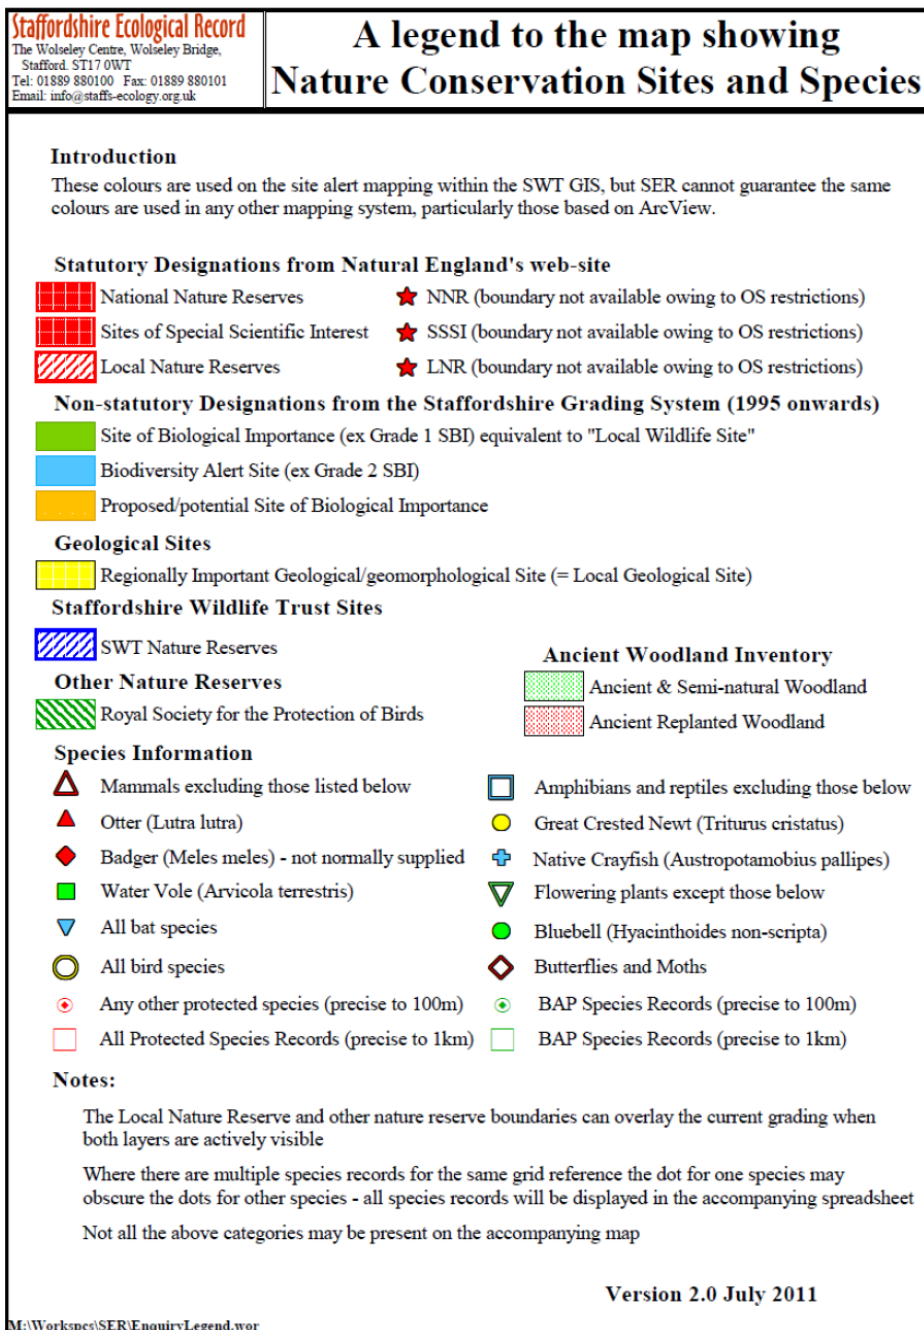 Staffordshire Ecological Record
The Wolseley Centre, Wolseley Bridge,
Stafford. ST17 0WT
Tel: 01889 880100 Fax: 01889 880101
Email: info@staffs-ecology.org.uk
A legend to the map showing
Nature Conservation Sites and Species
Introduction
These colours are used on the site alert mapping within the SWT GIS, but SER cannot guarantee the same
colours are used in any other mapping system, particularly those based on ArcView.
Statutory Designations from Natural England's web-site
National Nature Reserves
NNR (boundary not available owing to OS restrictions)
Sites of Special Scientific Interest
SSSI (boundary not available owing to OS restrictions)
Local Nature Reserves
LNR (boundary not available owing to OS restrictions)
Non-statutory Designations from the Staffordshire Grading System (1995 onwards)
Site of Biological Importance (ex Grade 1 SBI) equivalent to "Local Wildlife Site"
Biodiversity Alert Site (ex Grade 2 SBI)
Proposed/potential Site of Biological Importance
Geological Sites
Regionally Important Geological/geomorphological Site (= Local Geological Site)
Staffordshire Wildlife Trust Sites
SWT Nature Reserves
Other Nature Reserves
Royal Society for the Protection of Birds
Ancient Woodland Inventory
Ancient & Semi-natural Woodland
Ancient Replanted Woodland
Species Information
Mammals excluding those listed below
Amphibians and reptiles excluding those below
Otter (Lutra lutra)
Great Crested Newt (Triturus cristatus)
Badger (Meles meles) - not normally supplied
Native Crayfish (Austropotamobius pallipes)
Water Vole (Arvicola terrestris)
Flowering plants except those below
All bat species
Bluebell (Hyacinthoides non-scripta)
All bird species
Butterflies and Moths
Any other protected species (precise to 100m)
BAP Species Records (precise to 100m)
All Protected Species Records (precise to 1km)
BAP Species Records (precise to 1km)
Notes:
The Local Nature Reserve and other nature reserve boundaries can overlay the current grading when
both layers are actively visible
Where there are multiple species records for the same grid reference the dot for one species may
obscure the dots for other species - all species records will be displayed in the accompanying spreadsheet
Not all the above categories may be present on the accompanying map
Version 2.0 July 2011
M:\Workspcs\SER\EnquiryLegend.wor